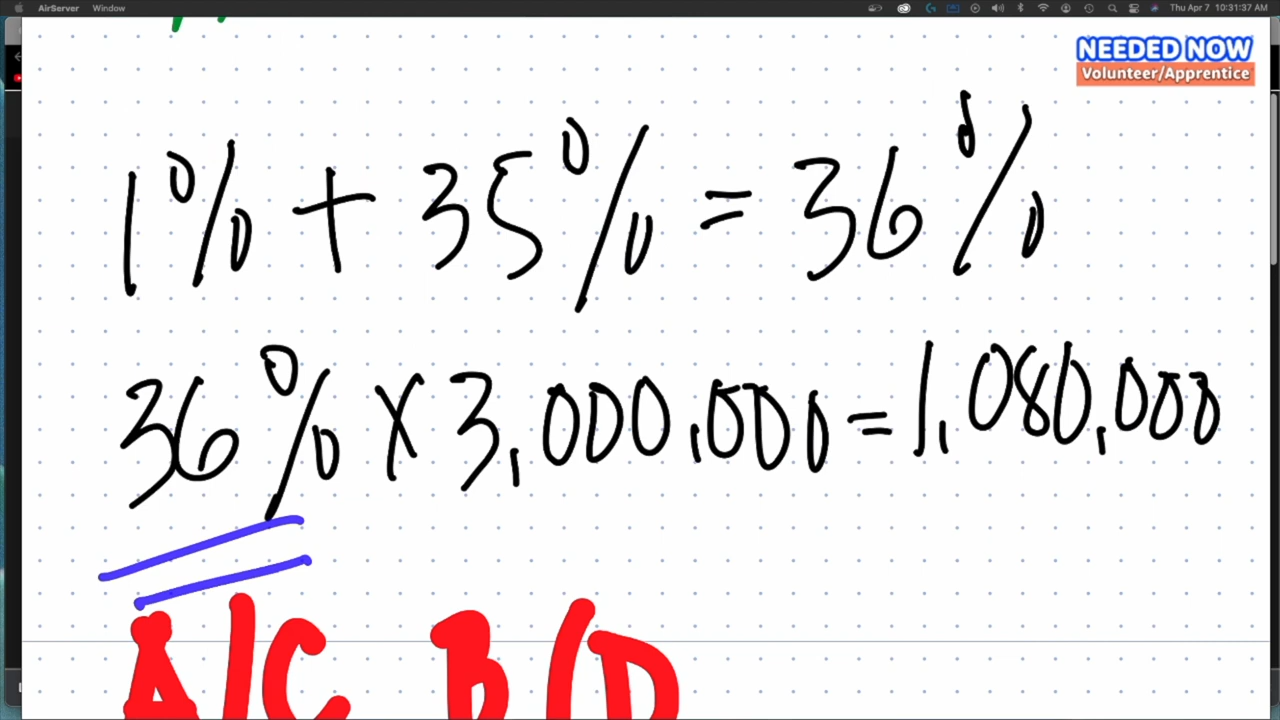 AirServer Window Thu Apr 7 10:31:37 AM
NEEDED NOW
Volunteer/Apprentice
1% + 35% = 36%
36% X 3,000,000 = 1,080,000
A/C B/D